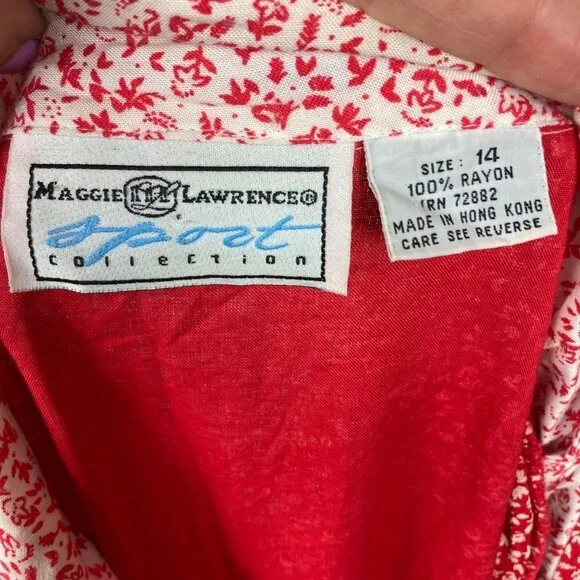 MAGGIE LAWRENCE®
sport
collection
SIZE: 14
100% RAYON
RN 72882
MADE IN HONG KONG
CARE SEE REVERSE